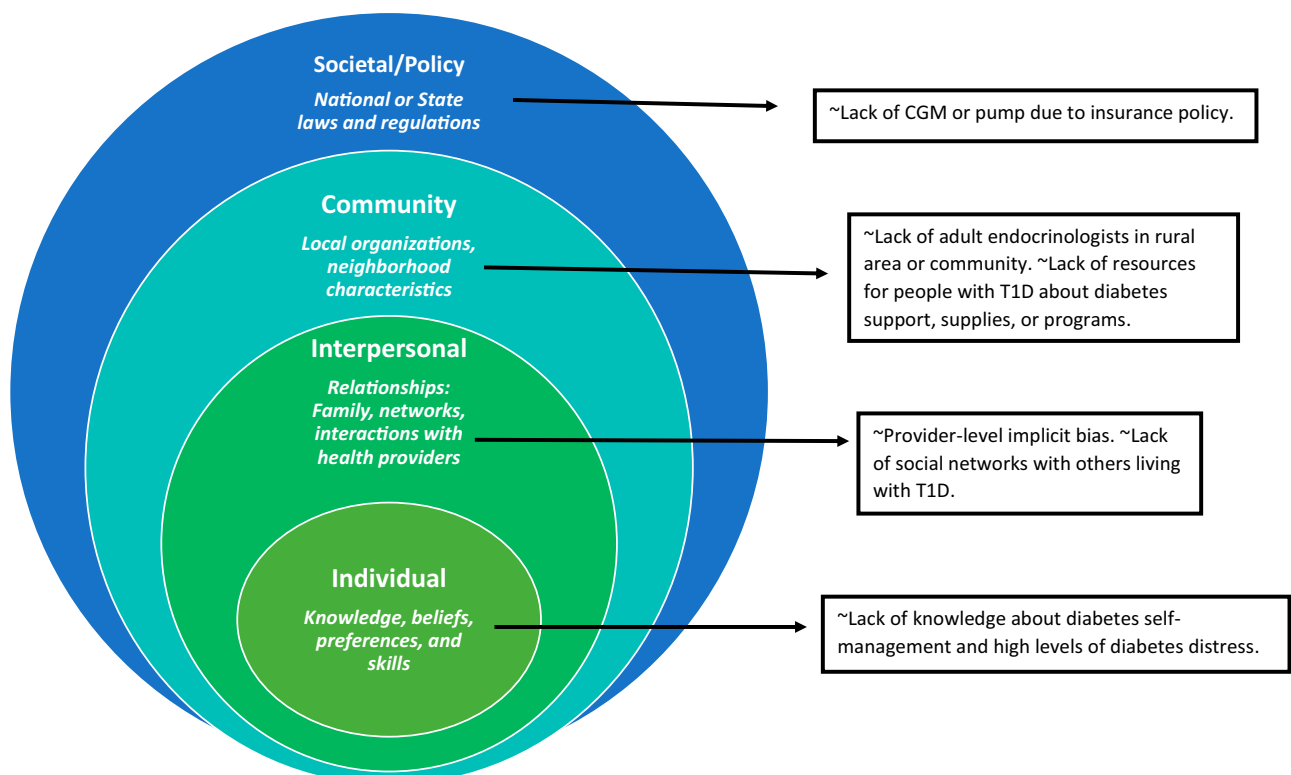 Societal/Policy
National or State
laws and regulations
~Lack of CGM or pump due to insurance policy.
Community
Local organizations,
neighborhood
characteristics
~Lack of adult endocrinologists in rural
area or community. ~Lack of resources
for people with T1D about diabetes
support, supplies, or programs.
Interpersonal
Relationships:
Family, networks,
interactions with
health providers
~Provider-level implicit bias. ~Lack
of social networks with others living
with T1D.
Individual
Knowledge, beliefs,
preferences, and
skills
~Lack of knowledge about diabetes self-
management and high levels of diabetes distress.